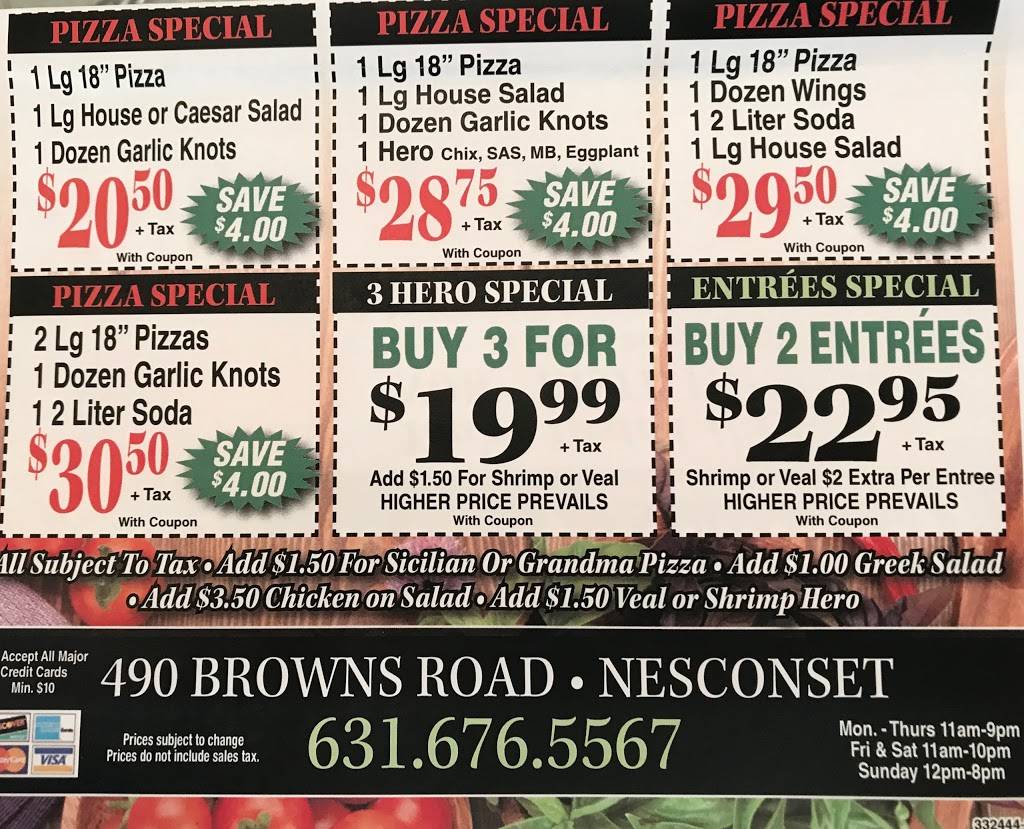 PIZZA SPECIAL
1 Lg 18” Pizza
1 Lg House or Caesar Salad
1 Dozen Garlic Knots
$20.50
+ Tax
SAVE
$4.00
With Coupon
PIZZA SPECIAL
1 Lg 18” Pizza
1 Lg House Salad
1 Dozen Garlic Knots
1 Hero Chix, SAS, MB, Eggplant
$28.75
+ Tax
SAVE
$4.00
With Coupon
PIZZA SPECIAL
1 Lg 18” Pizza
1 Dozen Wings
1 2 Liter Soda
1 Lg House Salad
$29.50
+ Tax
SAVE
$4.00
With Coupon
PIZZA SPECIAL
2 Lg 18” Pizzas
1 Dozen Garlic Knots
1 2 Liter Soda
$30.50
+ Tax
SAVE
$4.00
With Coupon
3 HERO SPECIAL
BUY 3 FOR
$19.99
+ Tax
Add $1.50 For Shrimp or Veal
HIGHER PRICE PREVAILS
With Coupon
ENTRÉES SPECIAL
BUY 2 ENTRÉES
$22.95
+ Tax
Shrimp or Veal $2 Extra Per Entree
HIGHER PRICE PREVAILS
With Coupon
All Subject To Tax • Add $1.50 For Sicilian Or Grandma Pizza • Add $1.00 Greek Salad
• Add $3.50 Chicken on Salad • Add $1.50 Veal or Shrimp Hero
Accept All Major
Credit Cards
Min. $10
490 BROWNS ROAD • NESCONSET
VISA
Prices subject to change
Prices do not include sales tax.
631.676.5567
Mon. - Thurs 11am-9pm
Fri & Sat 11am-10pm
Sunday 12pm-8pm
332444